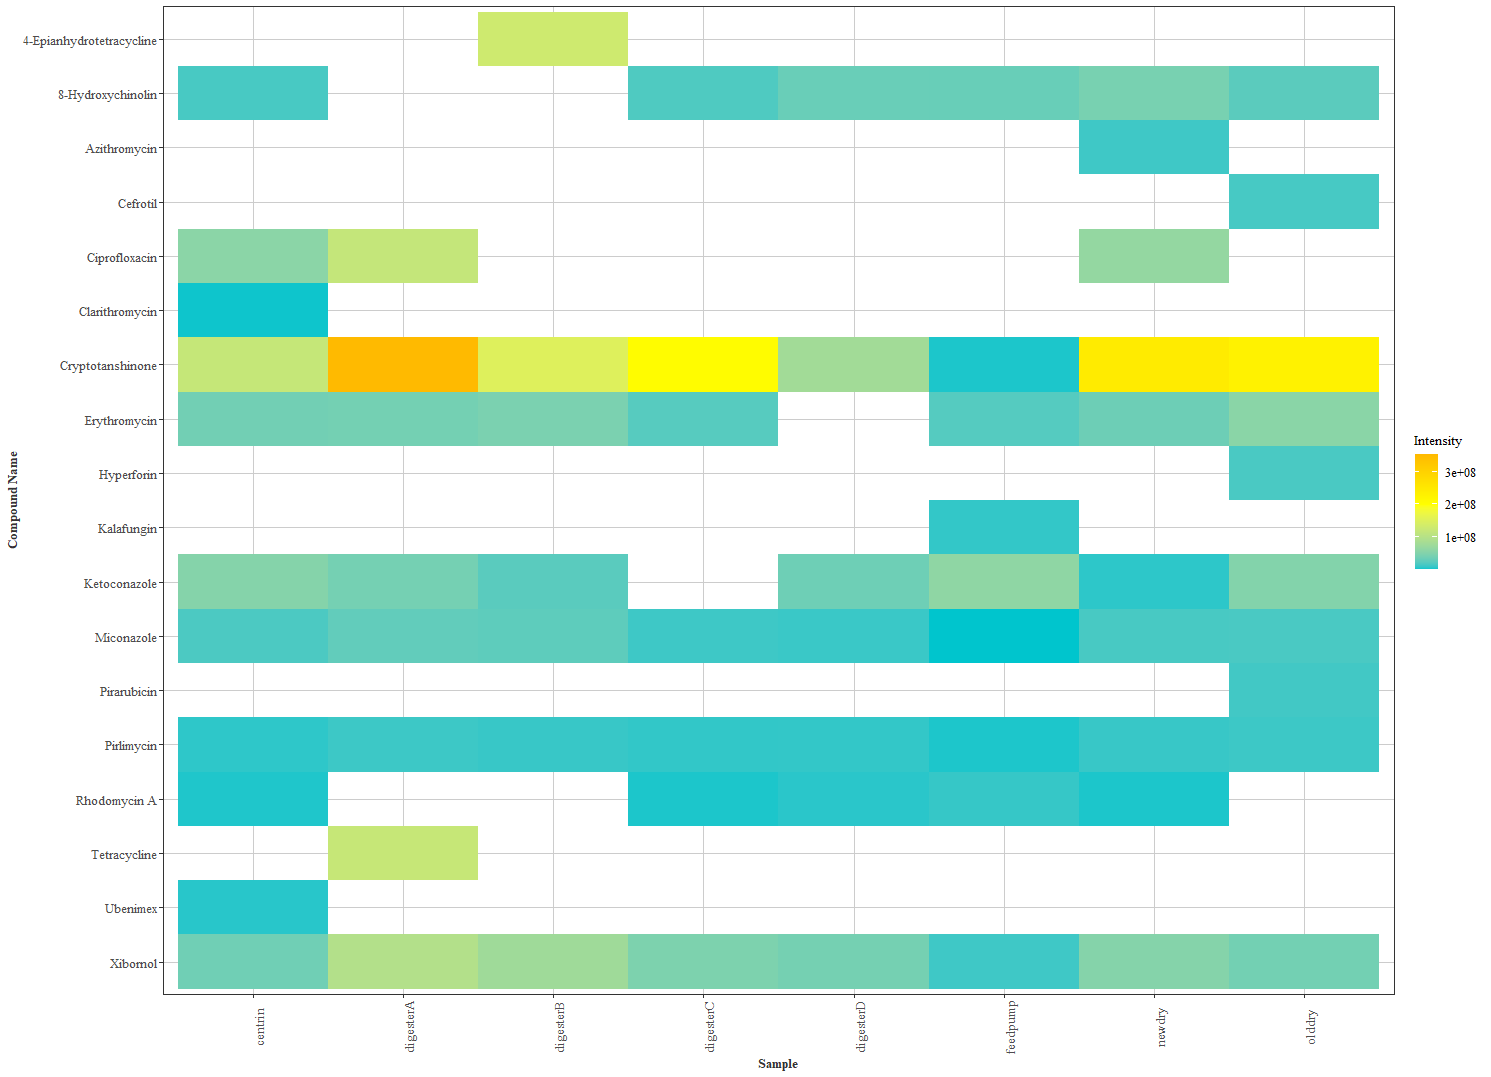 4-Epianhydrotetracycline
8-Hydroxychinolin
Azithromycin
Cefrotil
Ciprofloxacin
Clarithromycin
Cryptotanshinone
Erythromycin
Hyperforin
Kalafungin
Ketoconazole
Miconazole
Pirarubicin
Pirlimycin
Rhodomycin A
Tetracycline
Ubenimex
Xibornol
Compound Name
centrin
digesterA
digesterB
digesterC
digesterD
feedpump
newdry
olddry
Sample
Intensity
3e+08
2e+08
1e+08